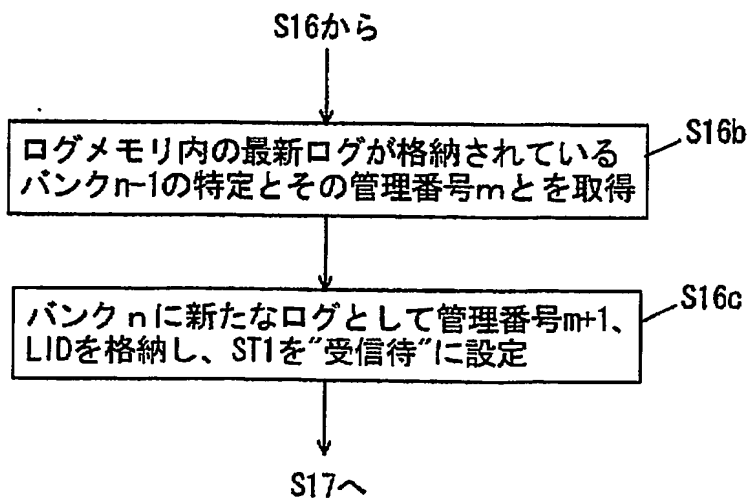 S16から
ログメモリ内の最新ログが格納されている
バンクn-1の特定とその管理番号mとを取得
S16b
バンクnに新たなログとして管理番号m+1、
LIDを格納し、ST1を"受信待"に設定
S16c
S17へ